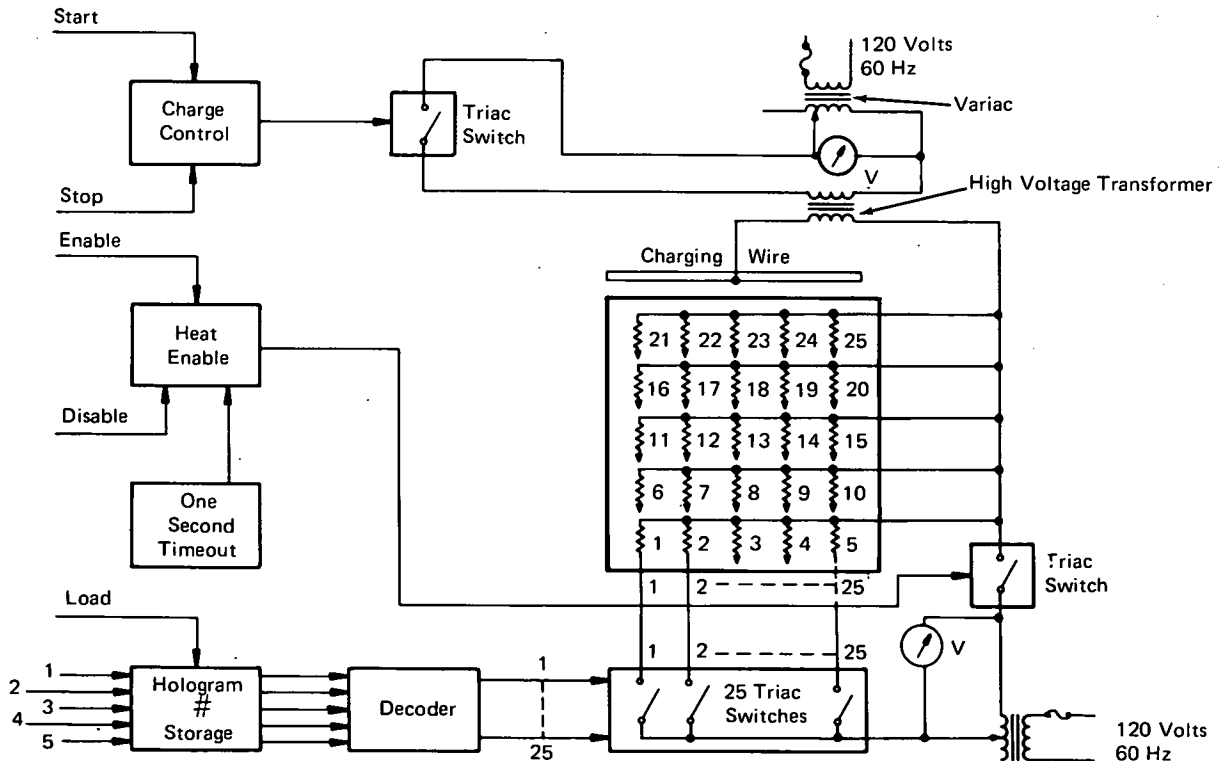 Start
Charge
Control
Stop
Triac
Switch
120 Volts
60 Hz
Variac
V
High Voltage Transformer
Enable
Heat
Enable
Disable
One
Second
Timeout
Charging Wire
21 22 23 24 25
16 17 18 19 20
11 12 13 14 15
6 7 8 9 10
1 2 3 4 5
1 2 25
Triac
Switch
V
Load
1
2
3
4
5
Hologram
#
Storage
Decoder
1
25
1 2 25
25 Triac
Switches
120 Volts
60 Hz